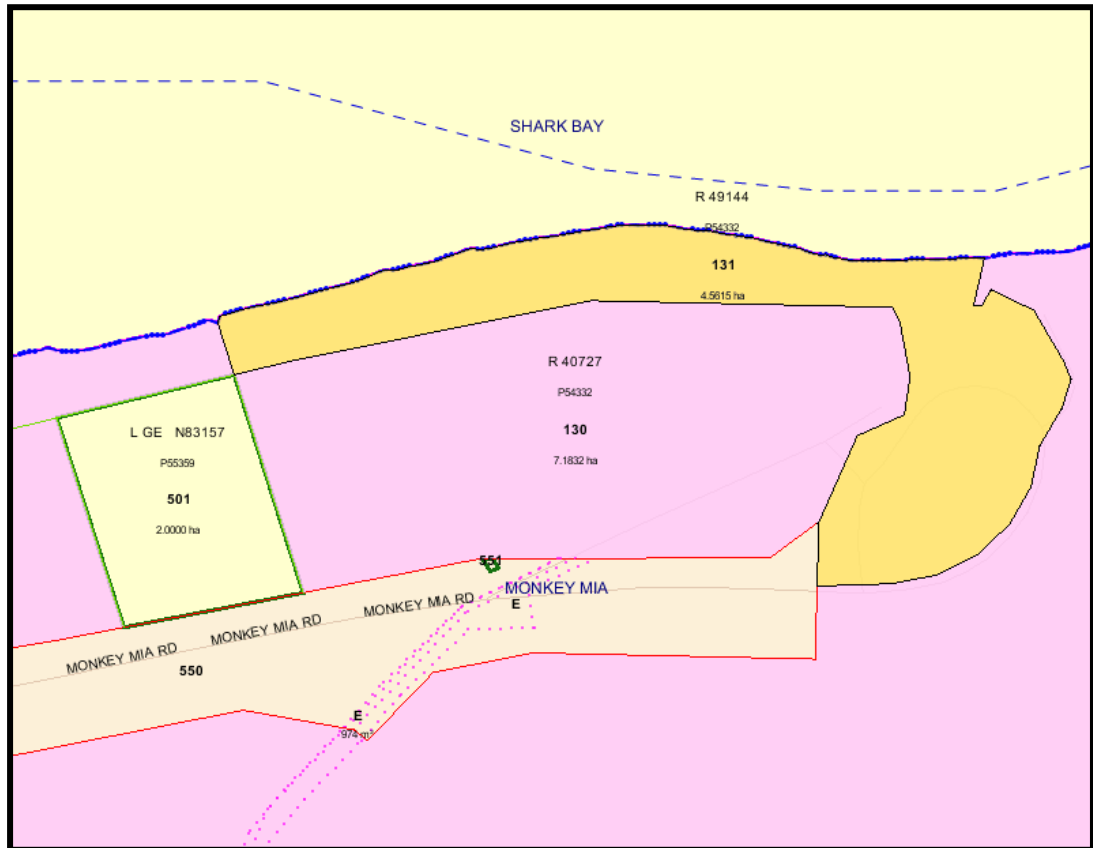 SHARK BAY
R 49144
P54332
131
4.5615 ha
R 40727
P54332
130
7.1832 ha
L GE N83157
P55359
501
2.0000 ha
551
MONKEY MIA
E
MONKEY MIA RD
MONKEY MIA RD
MONKEY MIA RD
550
E
974 m²